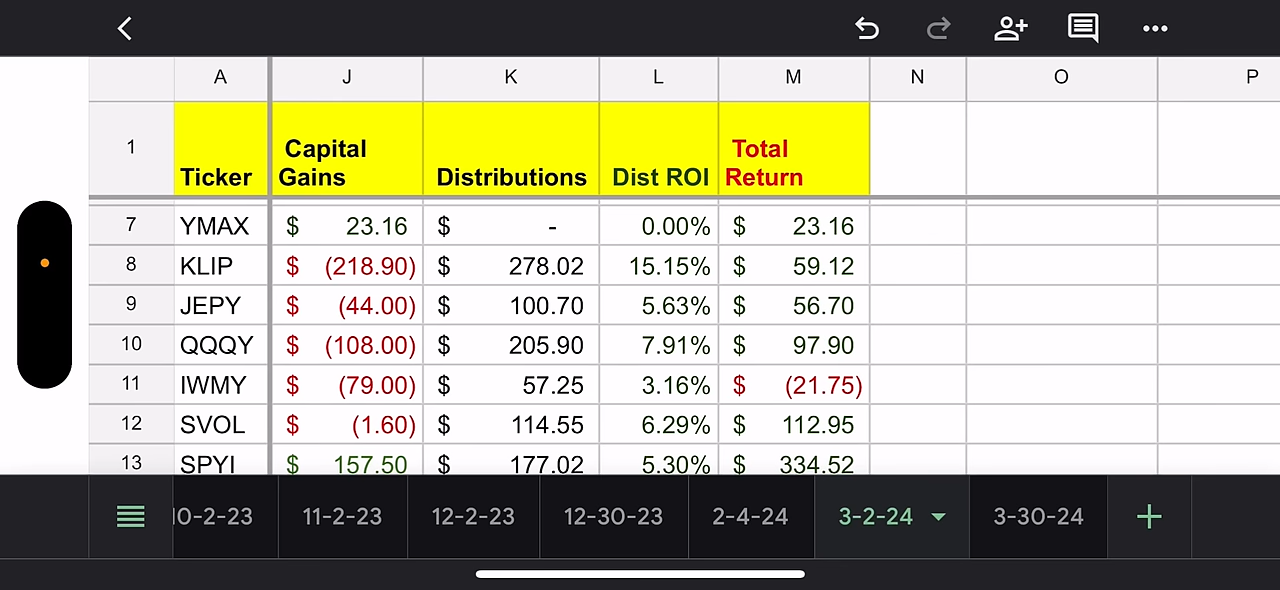 A J K L M N O P
1 Ticker Capital Gains Distributions Dist ROI Total Return
7 YMAX $ 23.16 $ - 0.00% $ 23.16
8 KLIP $ (218.90) $ 278.02 15.15% $ 59.12
9 JEPY $ (44.00) $ 100.70 5.63% $ 56.70
10 QQQY $ (108.00) $ 205.90 7.91% $ 97.90
11 IWMY $ (79.00) $ 57.25 3.16% $ (21.75)
12 SVOL $ (1.60) $ 114.55 6.29% $ 112.95
13 SPYI $ 157.50 $ 177.02 5.30% $ 334.52
10-2-23 11-2-23 12-2-23 12-30-23 2-4-24 3-2-24 3-30-24